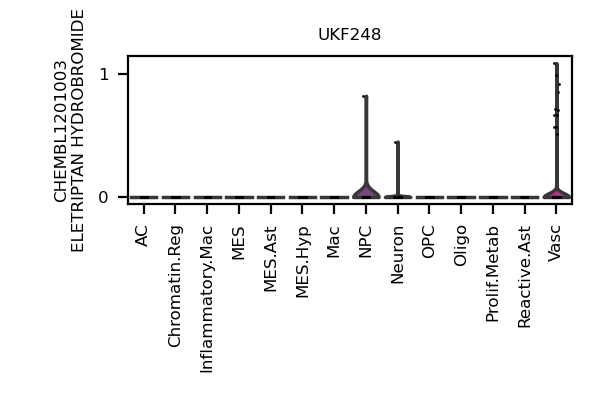 UKF248
CHEMBL1201003
ELETRIPTAN HYDROBROMIDE
1
0
AC
Chromatin.Reg
Inflammatory.Mac
MES
MES.Ast
MES.Hyp
Mac
NPC
Neuron
OPC
Oligo
Prolif.Metab
Reactive.Ast
Vasc